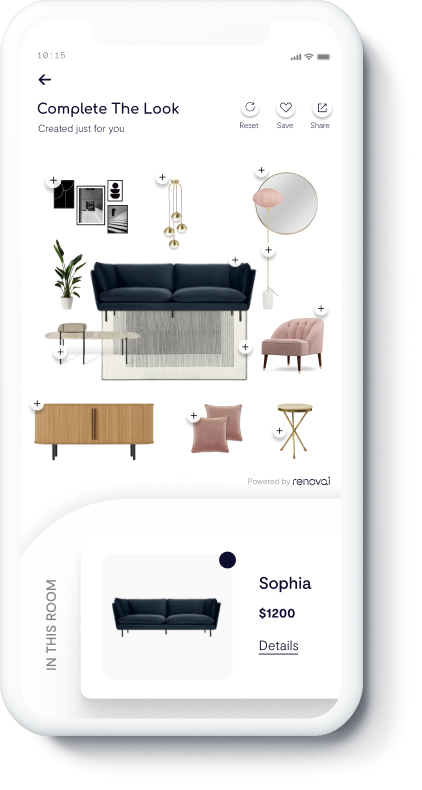 10:15
Complete The Look
Created just for you
Reset
Save
Share
Powered by renovai
IN THIS ROOM
Sophia
$1200
Details